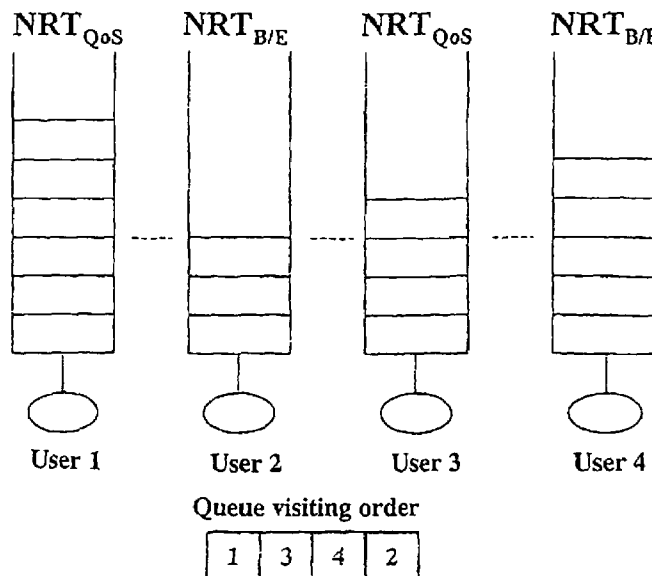 NRT_QoS NRT_B/E NRT_QoS NRT_B/E
User 1 User 2 User 3 User 4
Queue visiting order
1 3 4 2